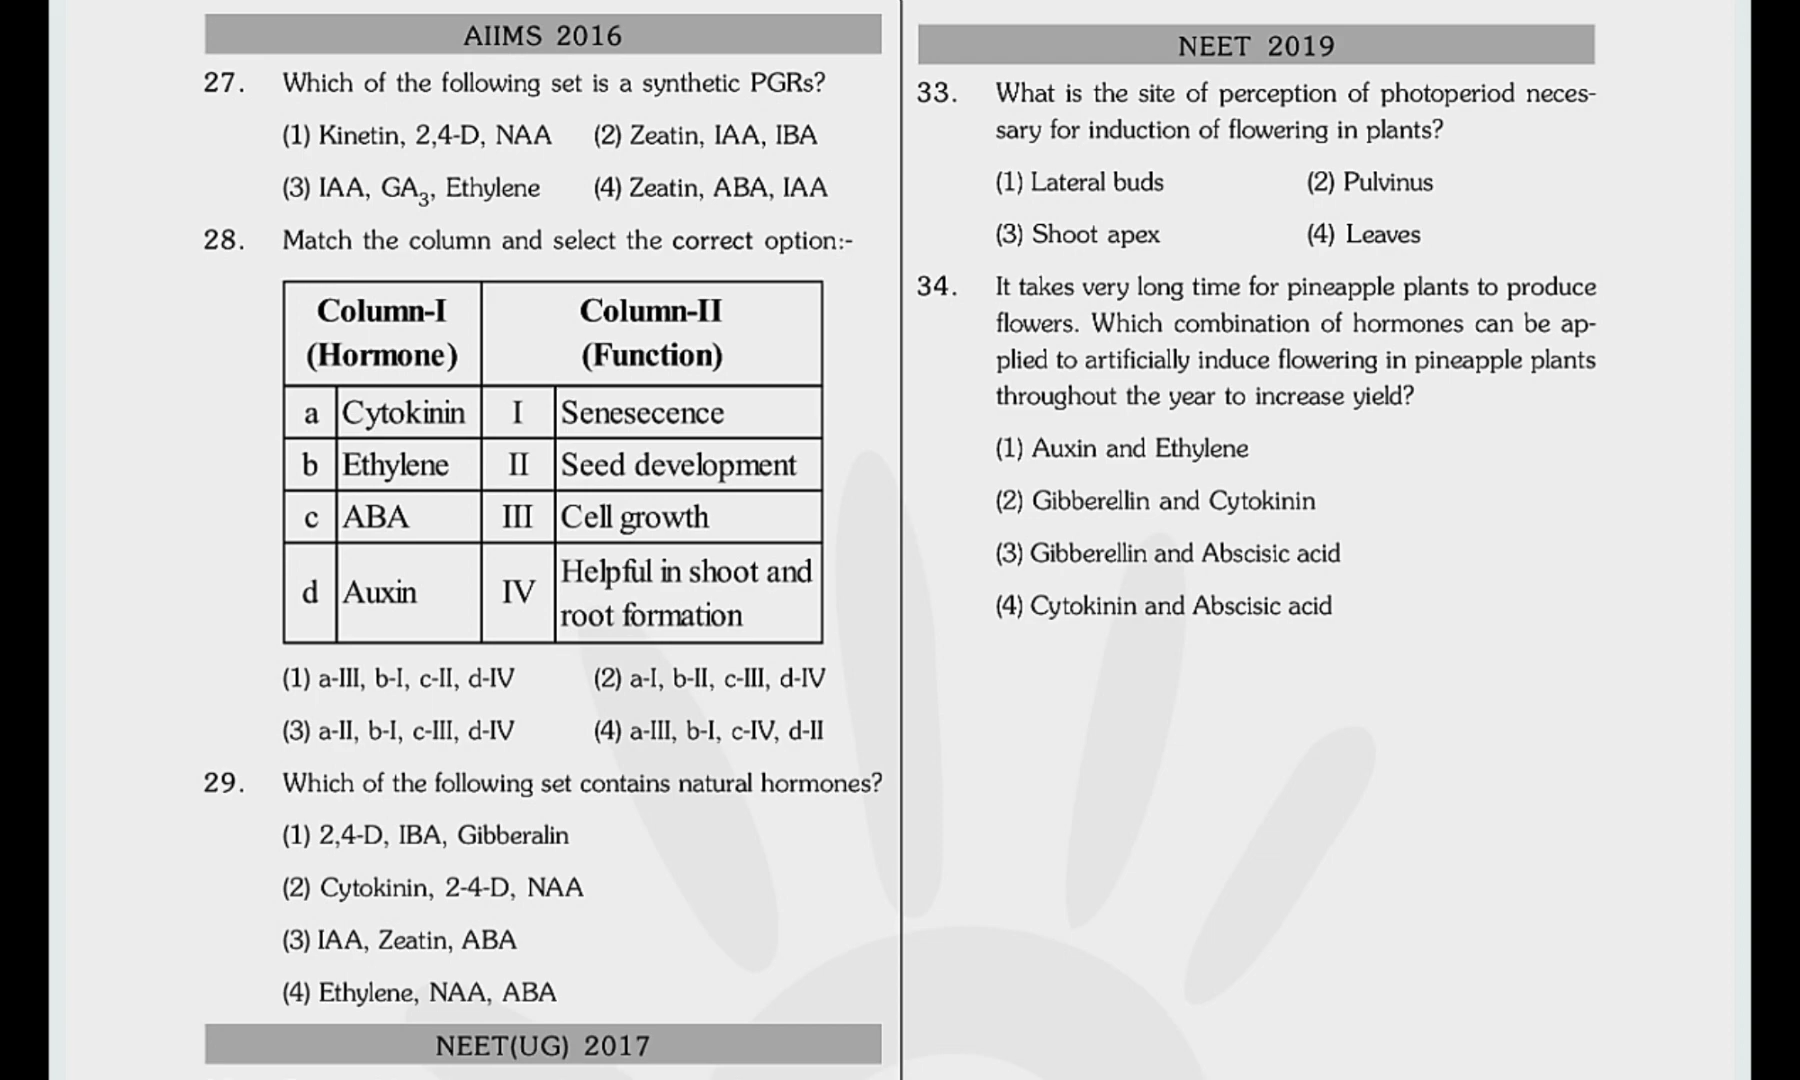 AIIMS 2016
27. Which of the following set is a synthetic PGRs?
(1) Kinetin, 2,4-D, NAA (2) Zeatin, IAA, IBA
(3) IAA, GA₃, Ethylene (4) Zeatin, ABA, IAA
28. Match the column and select the correct option:-
Column-I Column-II
(Hormone) (Function)
a Cytokinin I Senesecence
b Ethylene II Seed development
c ABA III Cell growth
d Auxin IV Helpful in shoot and
root formation
(1) a-III, b-I, c-II, d-IV (2) a-I, b-II, c-III, d-IV
(3) a-II, b-I, c-III, d-IV (4) a-III, b-I, c-IV, d-II
29. Which of the following set contains natural hormones?
(1) 2,4-D, IBA, Gibberalin
(2) Cytokinin, 2-4-D, NAA
(3) IAA, Zeatin, ABA
(4) Ethylene, NAA, ABA
NEET(UG) 2017
NEET 2019
33. What is the site of perception of photoperiod neces-
sary for induction of flowering in plants?
(1) Lateral buds (2) Pulvinus
(3) Shoot apex (4) Leaves
34. It takes very long time for pineapple plants to produce
flowers. Which combination of hormones can be ap-
plied to artificially induce flowering in pineapple plants
throughout the year to increase yield?
(1) Auxin and Ethylene
(2) Gibberellin and Cytokinin
(3) Gibberellin and Abscisic acid
(4) Cytokinin and Abscisic acid